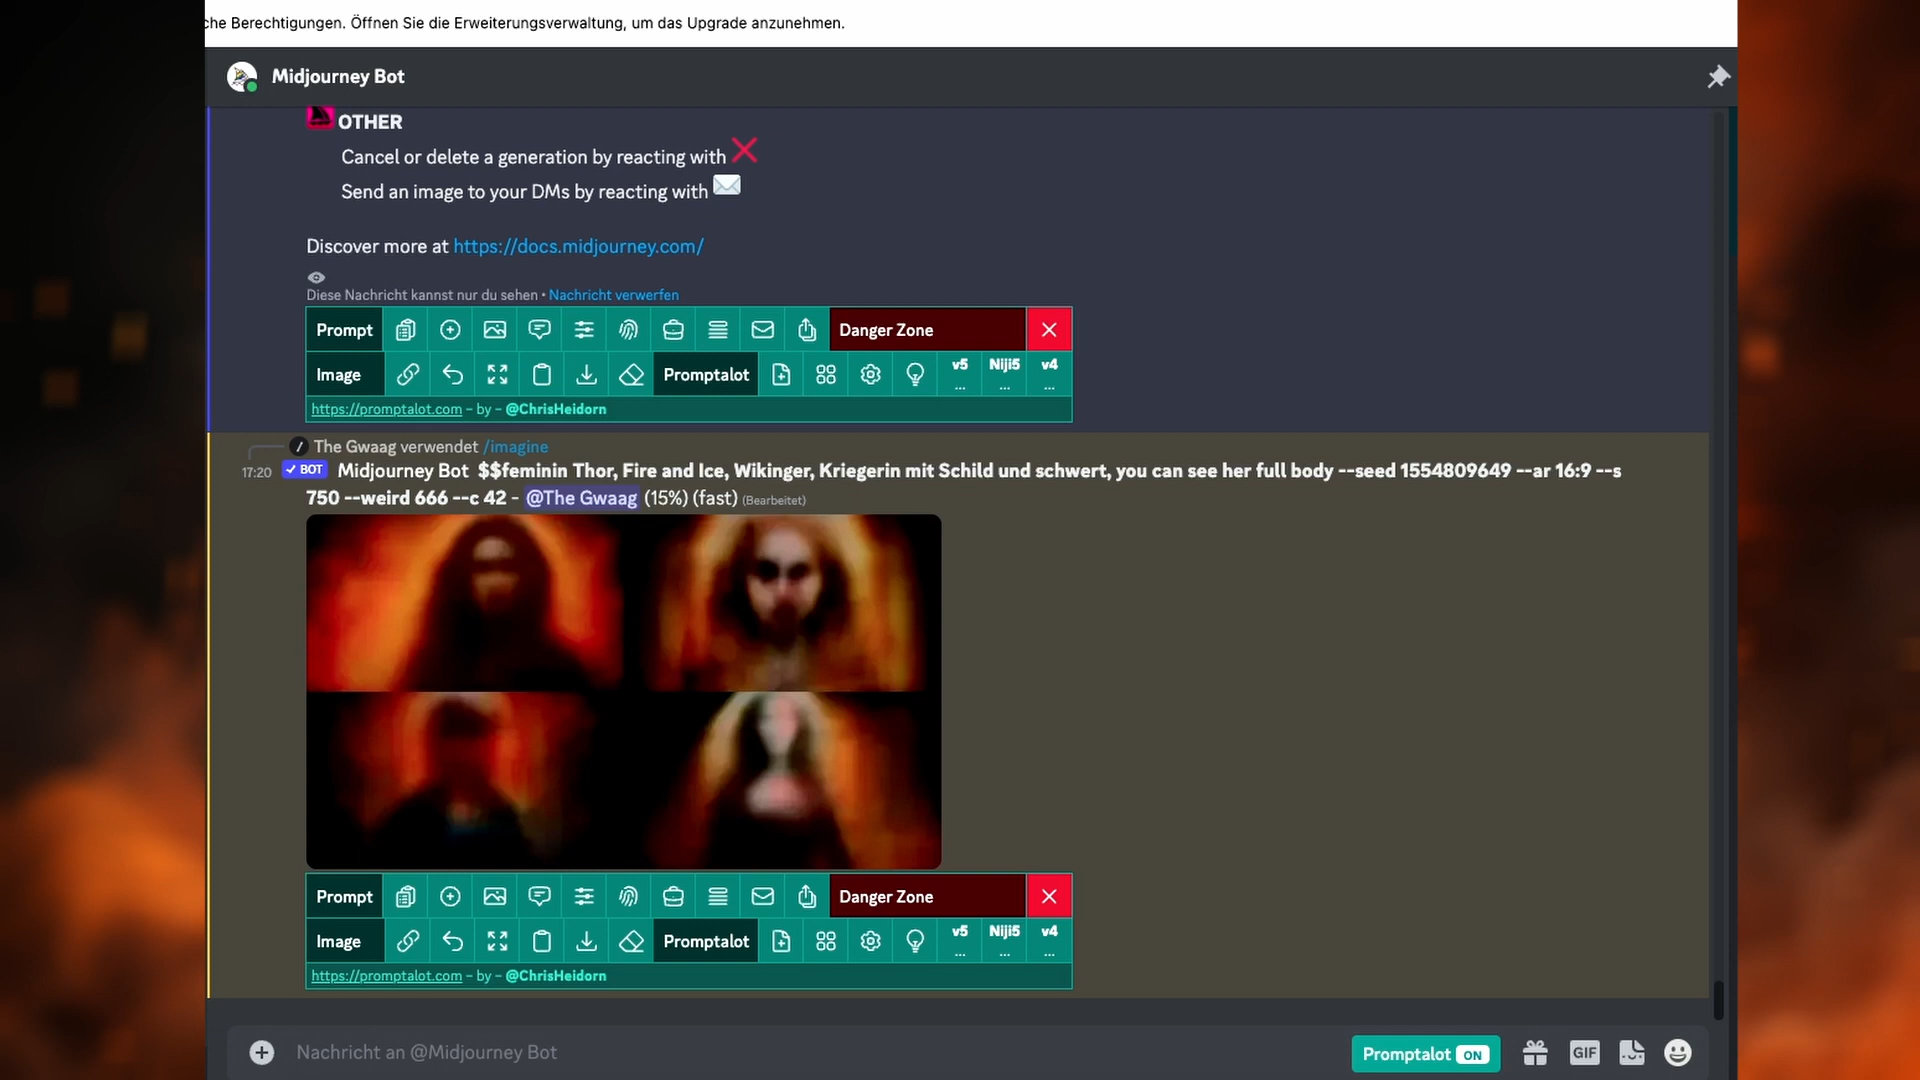 che Berechtigungen. Öffnen Sie die Erweiterungsverwaltung, um das Upgrade anzunehmen.
Midjourney Bot
OTHER
Cancel or delete a generation by reacting with
Send an image to your DMs by reacting with
Discover more at https://docs.midjourney.com/
Diese Nachricht kannst nur du sehen • Nachricht verwerfen
Prompt Danger Zone
Image Promptalot v5 ... Niji5 ... v4 ...
https://promptalot.com – by – @ChrisHeidorn
The Gwaag verwendet /imagine
17:20 BOT Midjourney Bot $$feminin Thor, Fire and Ice, Wikinger, Kriegerin mit Schild und schwert, you can see her full body --seed 1554809649 --ar 16:9 --s
750 --weird 666 --c 42 - @The Gwaag (15%) (fast) (Bearbeitet)
Prompt Danger Zone
Image Promptalot v5 ... Niji5 ... v4 ...
https://promptalot.com – by – @ChrisHeidorn
Nachricht an @Midjourney Bot Promptalot ON GIF